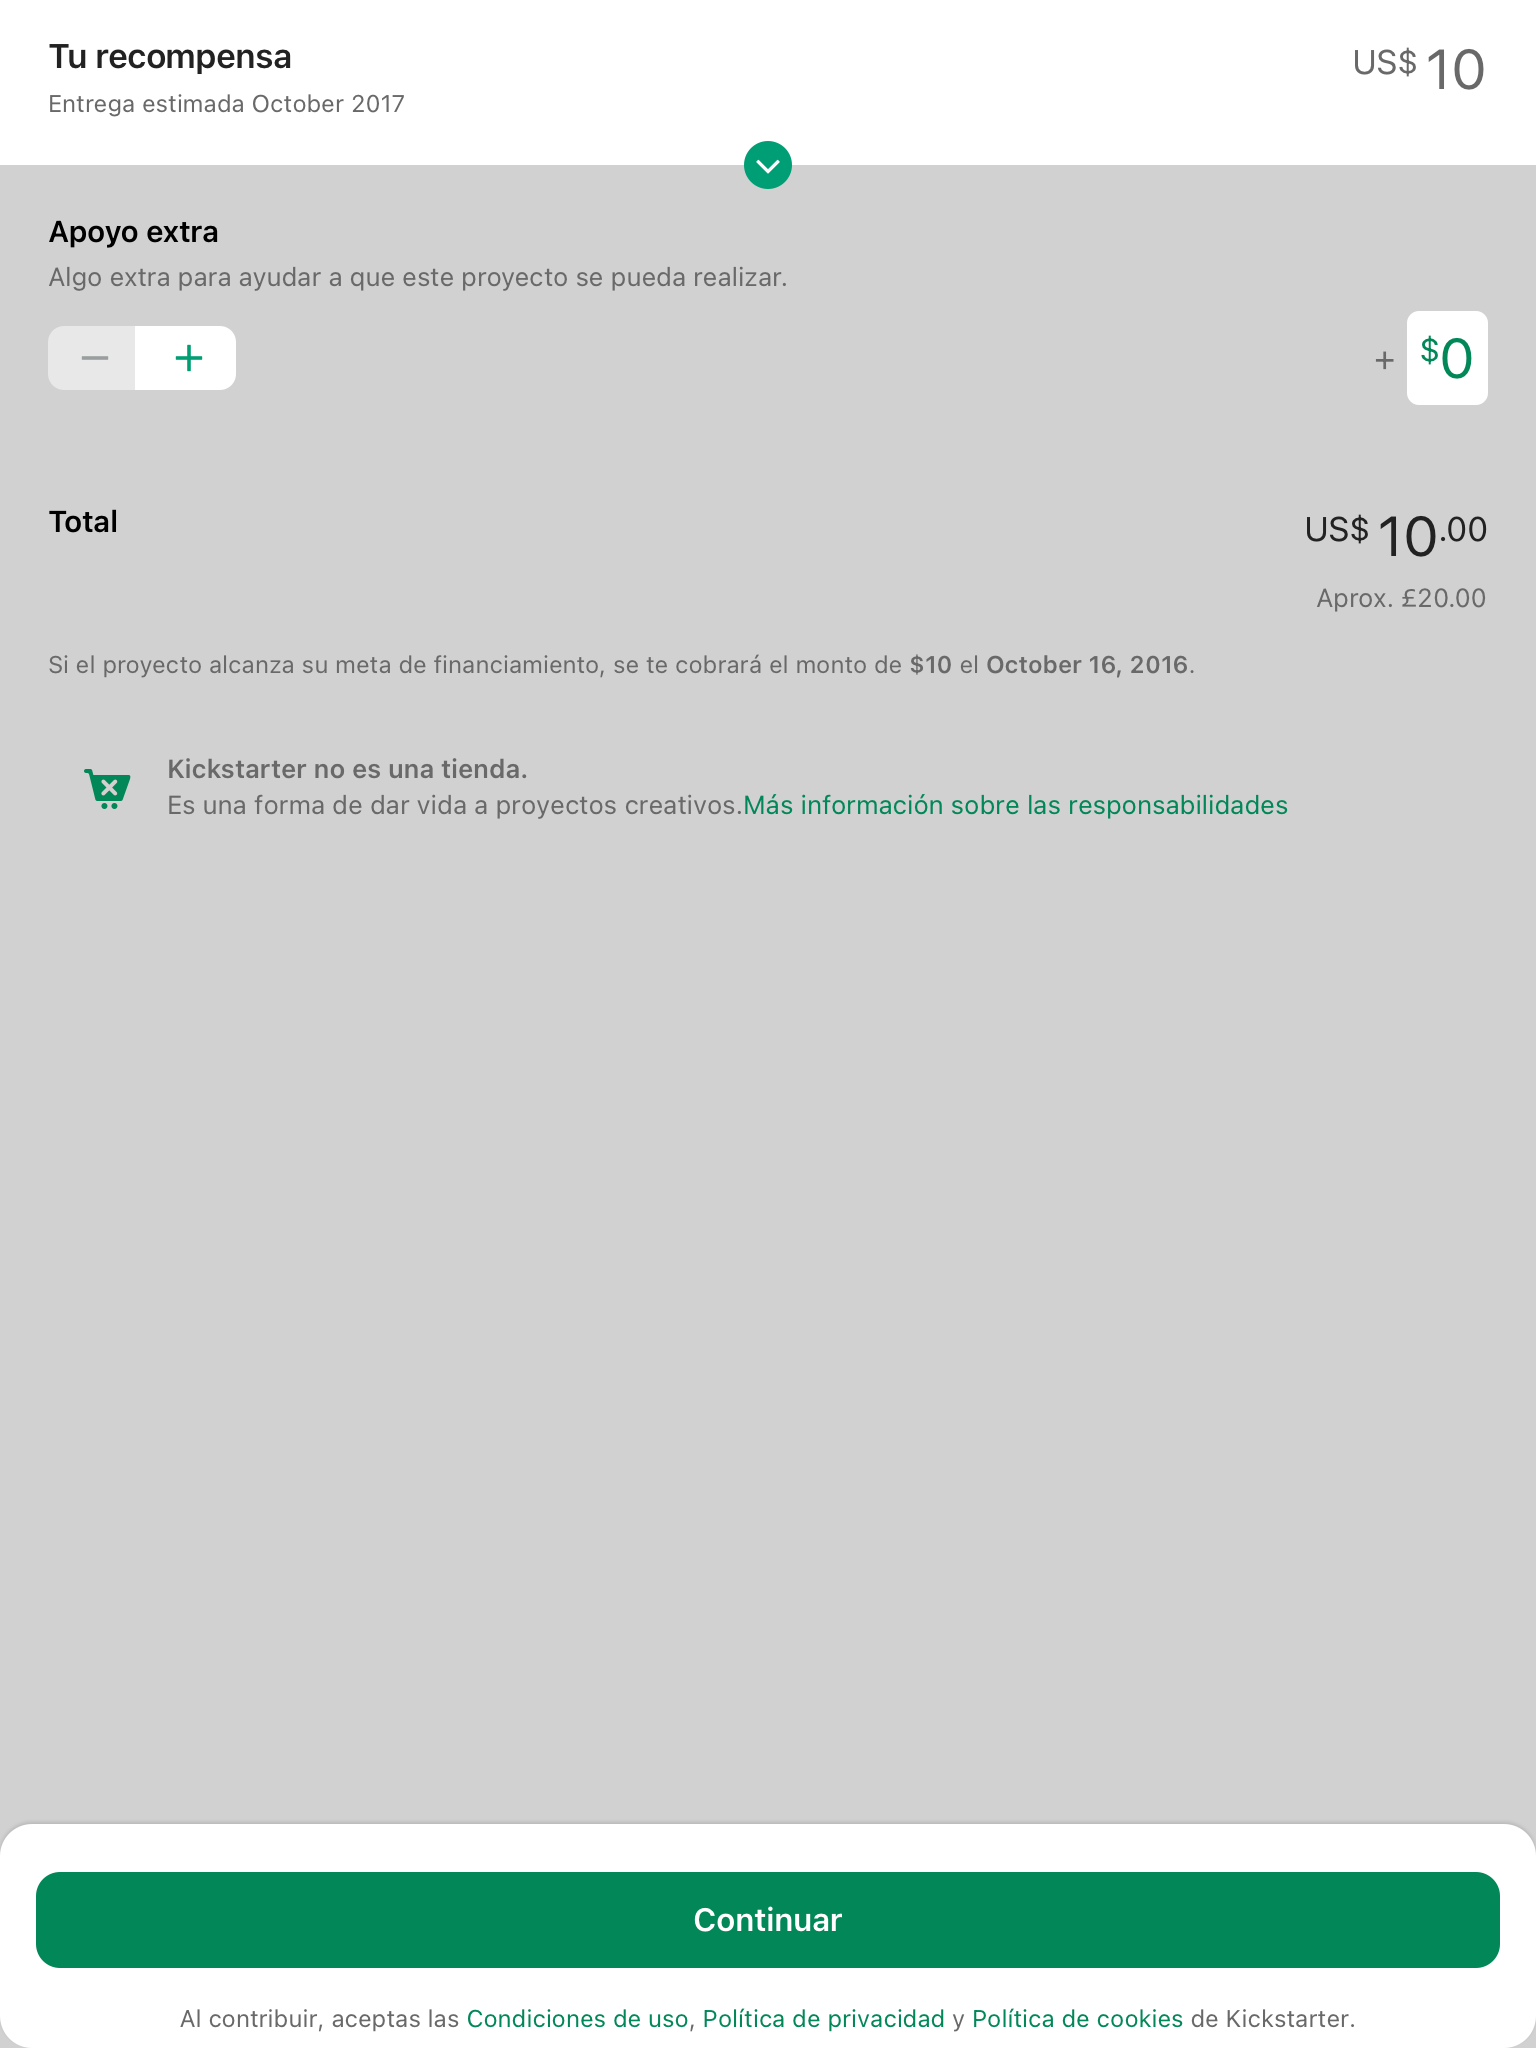 Tu recompensa
US$ 10
Entrega estimada October 2017
Apoyo extra
Algo extra para ayudar a que este proyecto se pueda realizar.
+ $0
Total
US$ 10.00
Aprox. £20.00
Si el proyecto alcanza su meta de financiamiento, se te cobrará el monto de $10 el October 16, 2016.
Kickstarter no es una tienda.
Es una forma de dar vida a proyectos creativos.Más información sobre las responsabilidades
Continuar
Al contribuir, aceptas las Condiciones de uso, Política de privacidad y Política de cookies de Kickstarter.